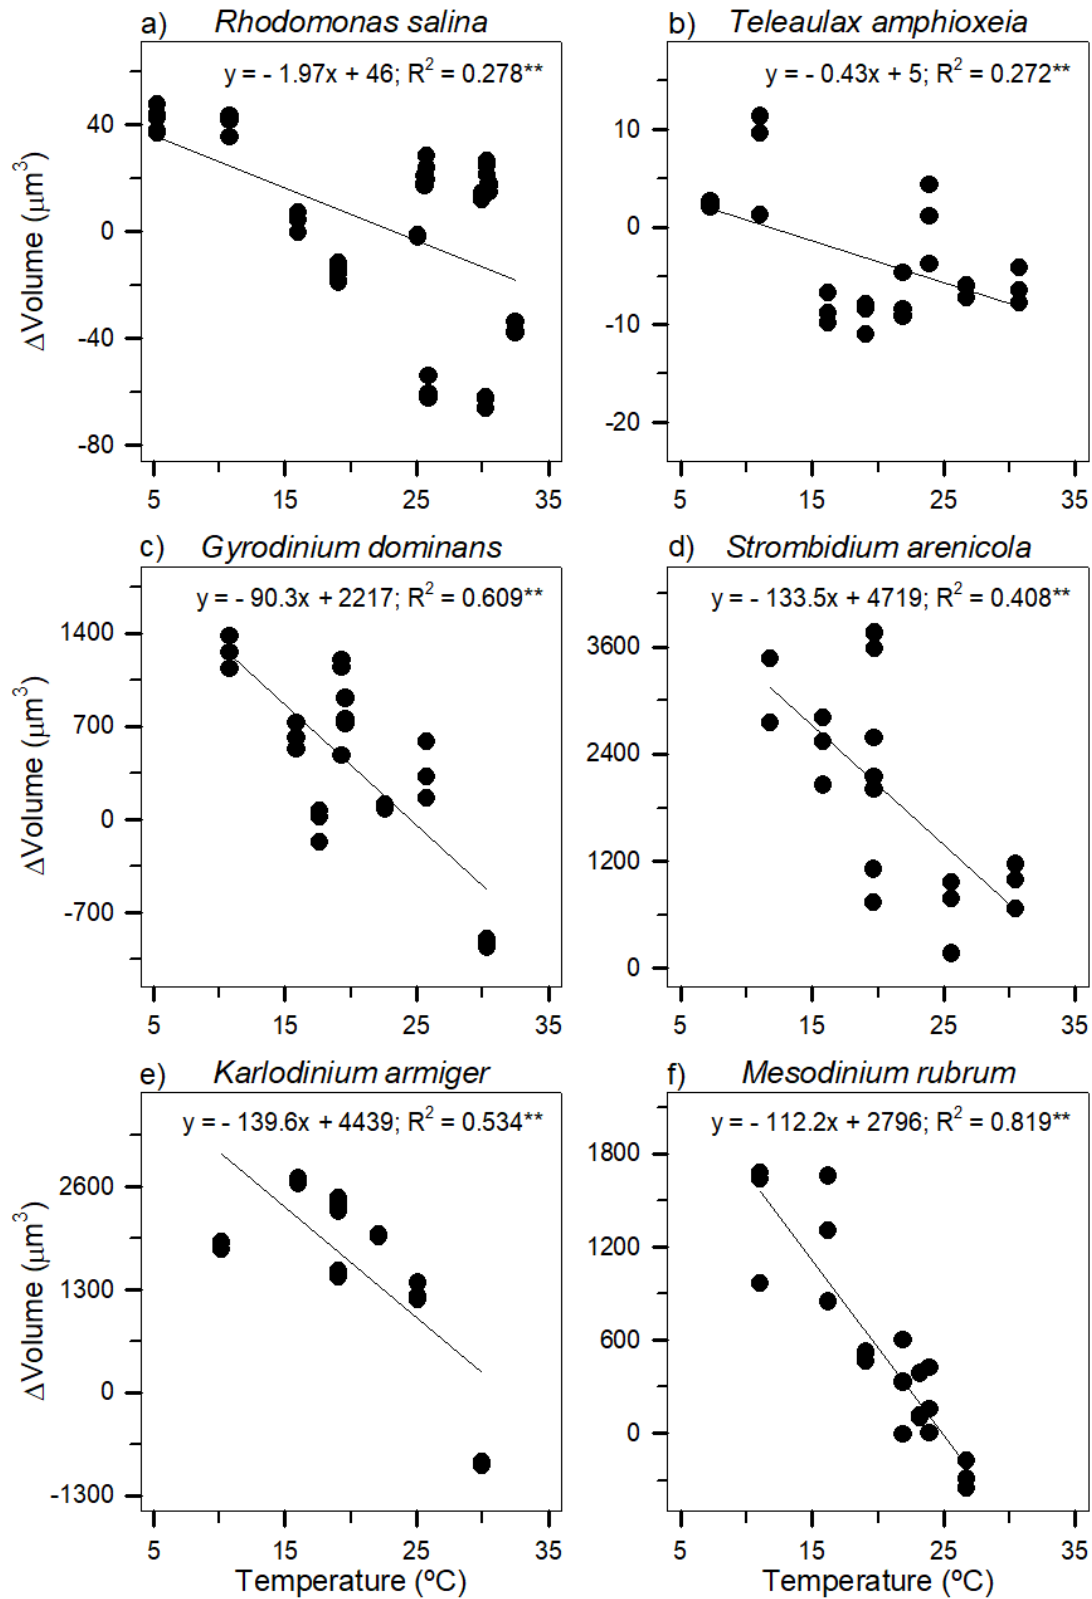 a) Rhodomonas salina
y = - 1.97x + 46; R² = 0.278**
ΔVolume (μm³)
40
0
-40
-80
5 15 25 35
b) Teleaulax amphioxeia
y = - 0.43x + 5; R² = 0.272**
10
0
-10
-20
5 15 25 35
c) Gyrodinium dominans
y = - 90.3x + 2217; R² = 0.609**
ΔVolume (μm³)
1400
700
0
-700
5 15 25 35
d) Strombidium arenicola
y = - 133.5x + 4719; R² = 0.408**
3600
2400
1200
0
5 15 25 35
e) Karlodinium armiger
y = - 139.6x + 4439; R² = 0.534**
ΔVolume (μm³)
2600
1300
0
-1300
5 15 25 35
Temperature (ºC)
f) Mesodinium rubrum
y = - 112.2x + 2796; R² = 0.819**
1800
1200
600
0
5 15 25 35
Temperature (ºC)